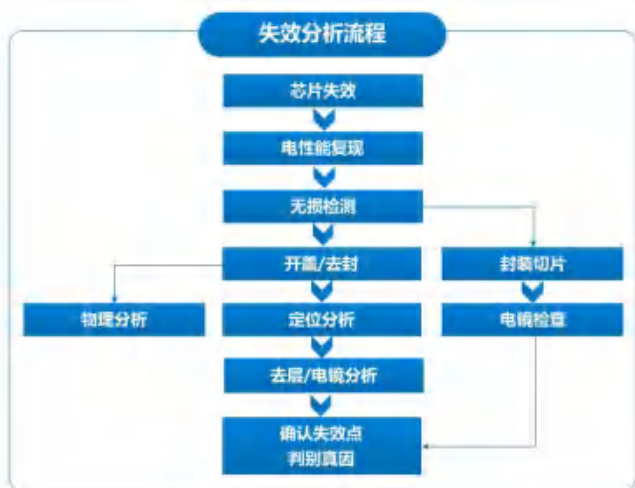 失效分析流程
芯片失效
电性能复现
无损检测
开盖/去封
封装切片
物理分析
定位分析
电镜检查
去层/电镜分析
确认失效点
判别真因